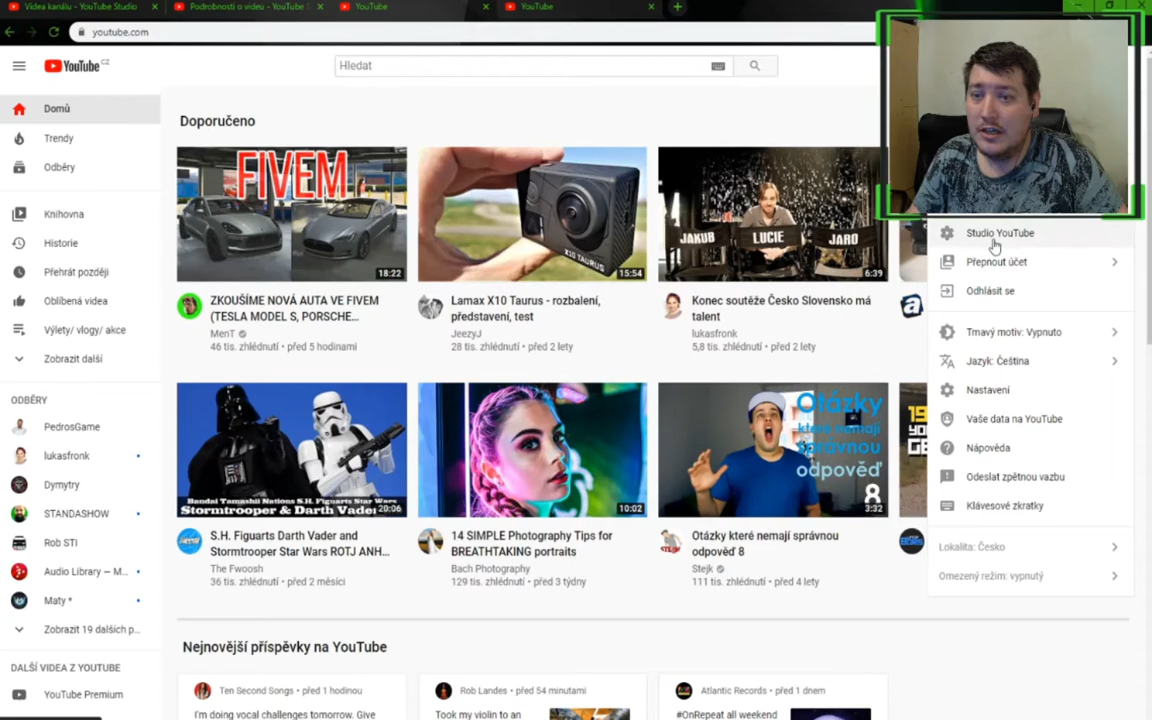 Videa kanálu - YouTube Studio
Podrobnosti o videu - YouTube S
YouTube
YouTube
youtube.com
YouTube CZ
Hledat
Domů
Trendy
Odběry
Knihovna
Historie
Přehrát později
Oblíbená videa
Výlety/ vlogy/ akce
Zobrazit další
ODBĚRY
PedrosGame
lukasfronk
Dymytry
STANDASHOW
Rob STI
Audio Library — M...
Maty *
Zobrazit 19 dalších p...
DALŠÍ VIDEA Z YOUTUBE
YouTube Premium
Doporučeno
FIVEM
18:22
ZKOUŠÍME NOVÁ AUTA VE FIVEM
(TESLA MODEL S, PORSCHE...
MenT
46 tis. zhlédnutí • před 5 hodinami
X10 TAURUS
15:54
Lamax X10 Taurus - rozbalení,
představení, test
JeezyJ
28 tis. zhlédnutí • před 2 lety
JAKUB LUCIE JARO
6:39
Konec soutěže Česko Slovensko má
talent
lukasfronk
5,8 tis. zhlédnutí • před 2 lety
Bandai Tamashii Nations S.H. Figuarts Star Wars
Stormtrooper & Darth Vader
20:06
S.H. Figuarts Darth Vader and
Stormtrooper Star Wars ROTJ ANH...
The Fwoosh
36 tis. zhlédnutí • před 2 měsíci
10:02
14 SIMPLE Photography Tips for
BREATHTAKING portraits
Bach Photography
129 tis. zhlédnutí • před 3 týdny
Otázky
které nemají
správnou
odpověď
8
3:32
Otázky které nemají správnou
odpověď 8
Stejk
111 tis. zhlédnutí • před 4 lety
Nejnovější příspěvky na YouTube
Ten Second Songs • před 1 hodinou
I'm doing vocal challenges tomorrow. Give
Rob Landes • před 54 minutami
Took my violin to an
Atlantic Records • před 1 dnem
#OnRepeat all weekend
Studio YouTube
Přepnout účet
Odhlásit se
Tmavý motiv: Vypnuto
Jazyk: Čeština
Nastavení
Vaše data na YouTube
Nápověda
Odeslat zpětnou vazbu
Klávesové zkratky
Lokalita: Česko
Omezený režim: vypnutý